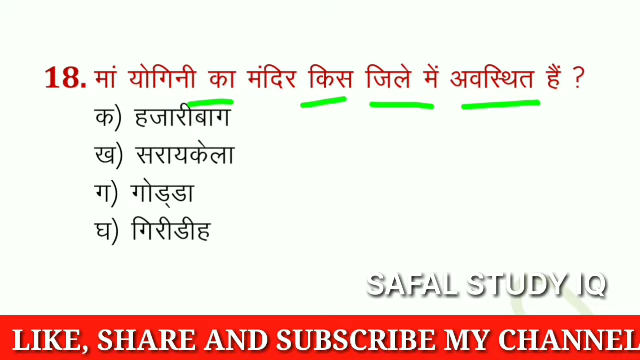 18. मां योगिनी का मंदिर किस जिले में अवस्थित हैं ?
क) हजारीबाग
ख) सरायकेला
ग) गोड्डा
घ) गिरीडीह
SAFAL STUDY IQ
LIKE, SHARE AND SUBSCRIBE MY CHANNEL